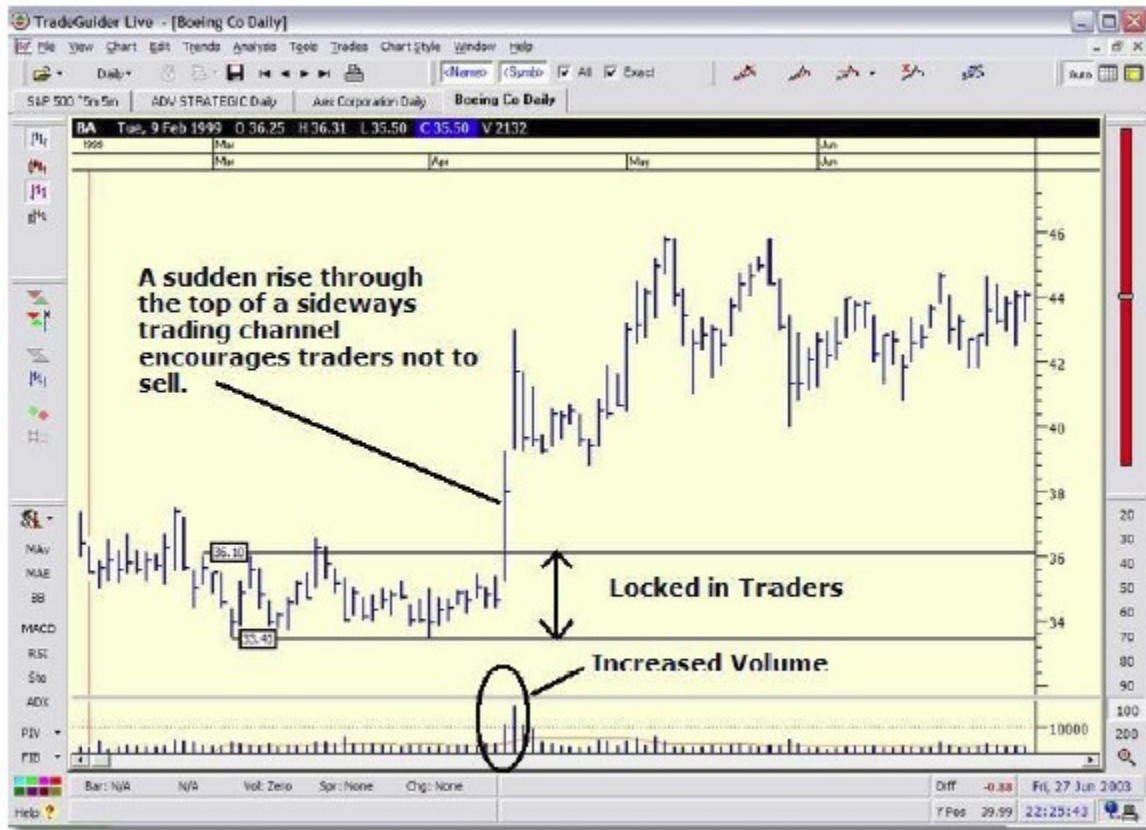 TradeGuider Live - [Boeing Co Daily]
File View Chart Edit Trends Analysis Tools Trades Chart Style Window Help
Daily <Name> <Symb> All Exact Auto
S&P 500 ADV STRATEGIC Daily Axis Corporation Daily Boeing Co Daily
BA Tue, 9 Feb 1999 O 36.25 H 36.31 L 35.50 C 35.50 V 2132
1999 Mar Jun
Mar Apr May Jun
46
A sudden rise through
the top of a sideways
trading channel
encourages traders not to
sell.
44
42
40
38
36.10
36
Locked in Traders
34
33.40
Increased Volume
10000
MAv
MAE
BB
MACD
RSI
Sto
ADX
PIV
FIB
20
30
40
50
60
70
80
90
100
200
Bar: N/A N/A Vol: Zero Spr: None Chg: None Diff -0.88 Fri, 27 Jun 2003
Help Y Pos 39.99 22:25:43